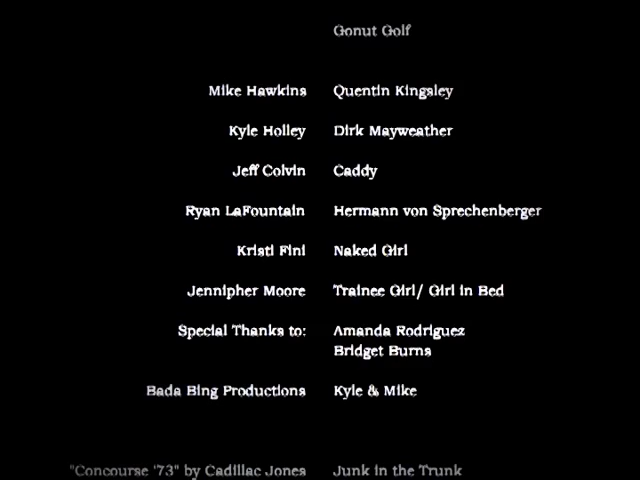 Gonut Golf
Mike Hawkins Quentin Kingsley
Kyle Holley Dirk Mayweather
Jeff Colvin Caddy
Ryan LaFountain Hermann von Sprechenberger
Kristi Fini Naked Girl
Jennipher Moore Trainee Girl/ Girl in Bed
Special Thanks to: Amanda Rodriguez
Bridget Burns
Bada Bing Productions Kyle & Mike
"Concourse '73" by Cadillac Jones Junk in the Trunk